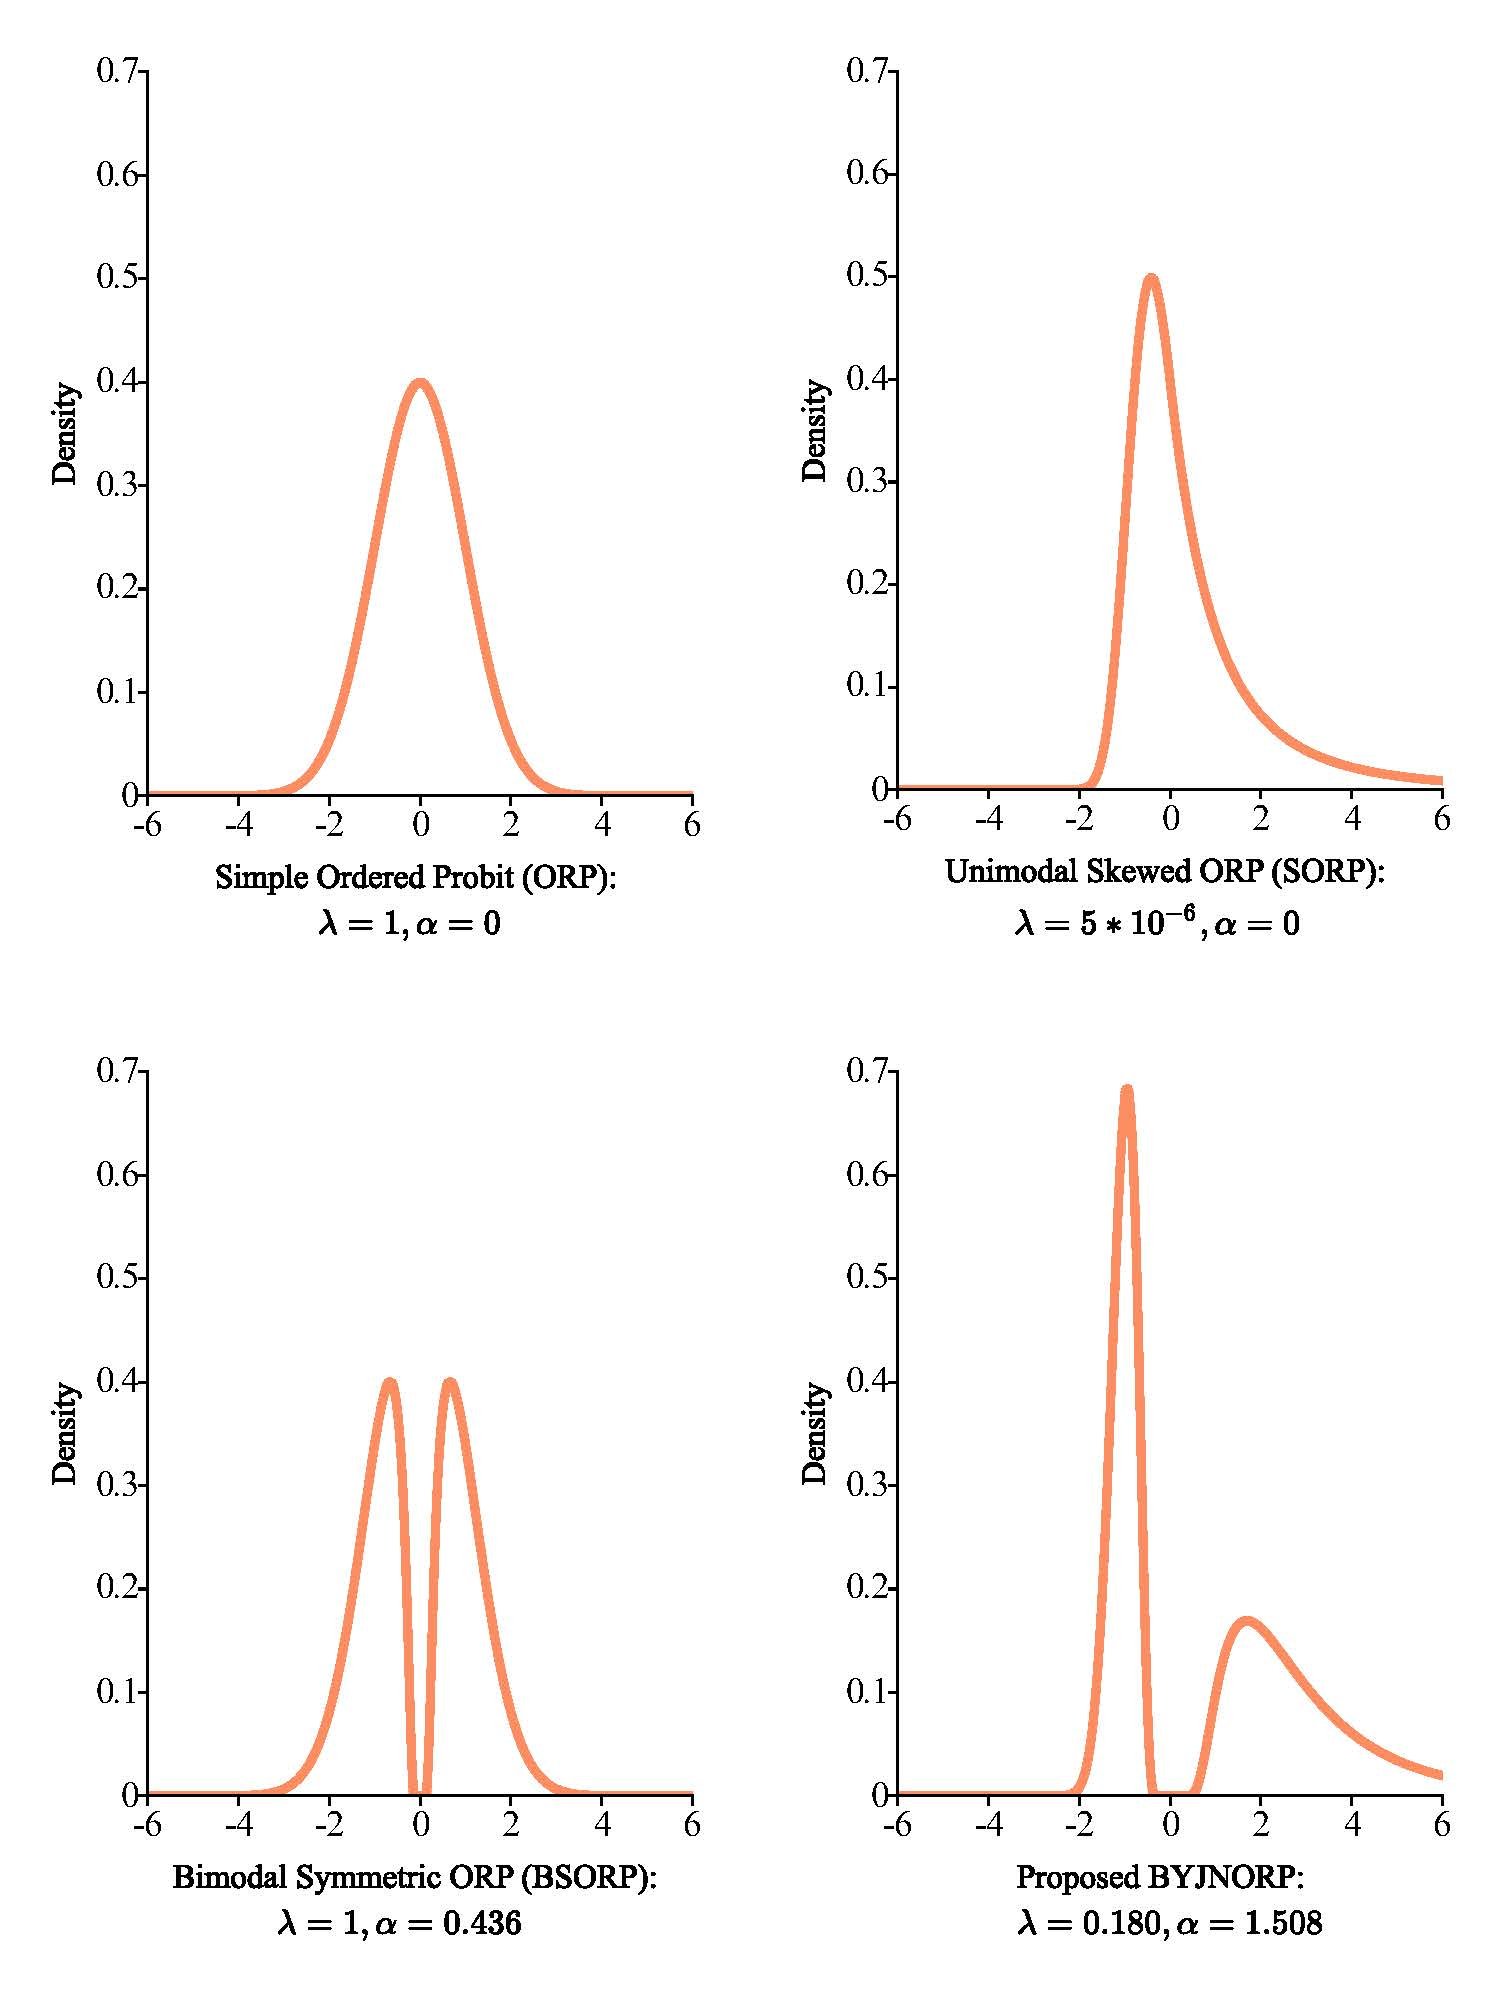 0.7
0.6
0.5
0.4
0.3
0.2
0.1
0
Density
-6 -4 -2 0 2 4 6
Simple Ordered Probit (ORP):
λ = 1, α = 0
0.7
0.6
0.5
0.4
0.3
0.2
0.1
0
Density
-6 -4 -2 0 2 4 6
Unimodal Skewed ORP (SORP):
λ = 5 * 10⁻⁶, α = 0
0.7
0.6
0.5
0.4
0.3
0.2
0.1
0
Density
-6 -4 -2 0 2 4 6
Bimodal Symmetric ORP (BSORP):
λ = 1, α = 0.436
0.7
0.6
0.5
0.4
0.3
0.2
0.1
0
Density
-6 -4 -2 0 2 4 6
Proposed BYJNORP:
λ = 0.180, α = 1.508